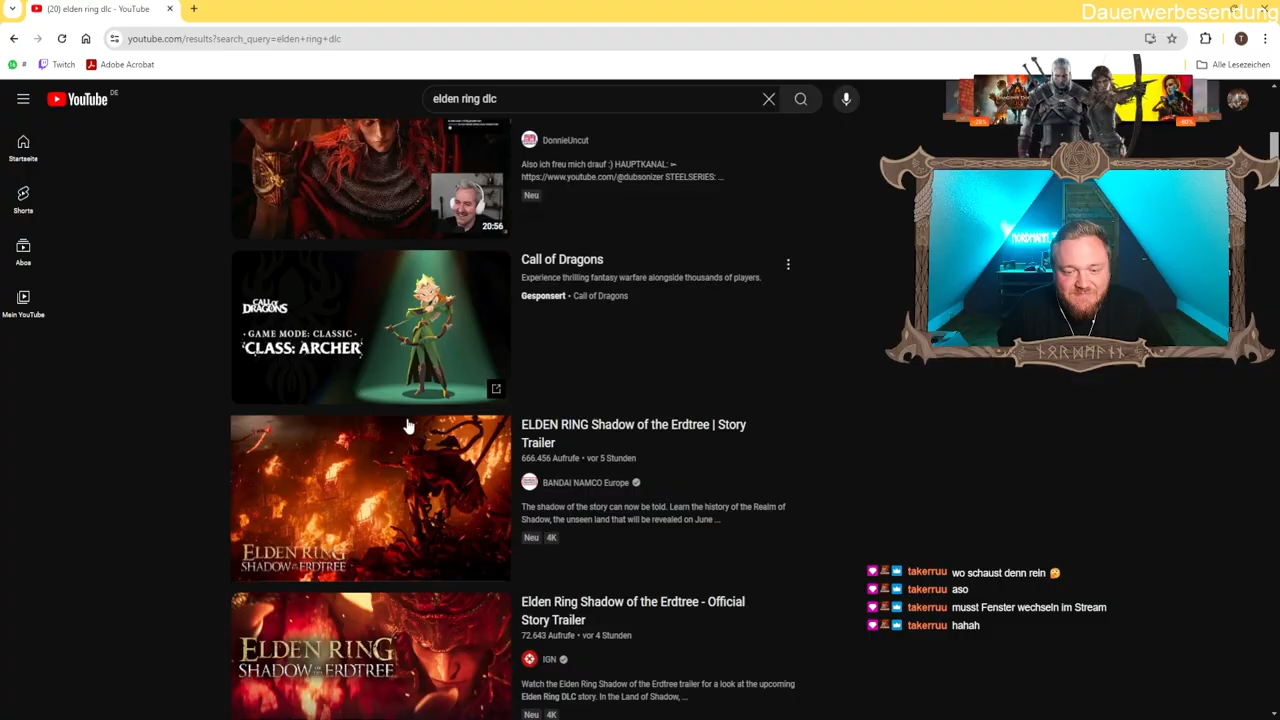 Dauerwerbesendung
(20) elden ring dlc - YouTube
youtube.com/results?search_query=elden+ring+dlc
Twitch
Adobe Acrobat
Alle Lesezeichen
YouTube DE
elden ring dlc
Startseite
Shorts
Abos
Mein YouTube
20:56
DonnieUncut
Also ich freu mich drauf :) HAUPTKANAL: ➳
https://www.youtube.com/@dubsonizer STEELSERIES: ...
Neu
CALL OF DRAGONS
· GAME MODE: CLASSIC ·
CLASS: ARCHER
Call of Dragons
Experience thrilling fantasy warfare alongside thousands of players.
Gesponsert • Call of Dragons
ELDEN RING
SHADOW OF THE ERDTREE
ELDEN RING Shadow of the Erdtree | Story
Trailer
666.456 Aufrufe • vor 5 Stunden
BANDAI NAMCO Europe
The shadow of the story can now be told. Learn the history of the Realm of
Shadow, the unseen land that will be revealed on June ...
Neu 4K
ELDEN RING
SHADOW OF THE ERDTREE
Elden Ring Shadow of the Erdtree - Official
Story Trailer
72.643 Aufrufe • vor 4 Stunden
IGN
Watch the Elden Ring Shadow of the Erdtree trailer for a look at the upcoming
Elden Ring DLC story. In the Land of Shadow, ...
Neu 4K
NORDMANN
ᚾᛟᚱᛞᛗᚨᚾᚾ
takerruu wo schaust denn rein 🤔
takerruu aso
takerruu musst Fenster wechseln im Stream
takerruu hahah